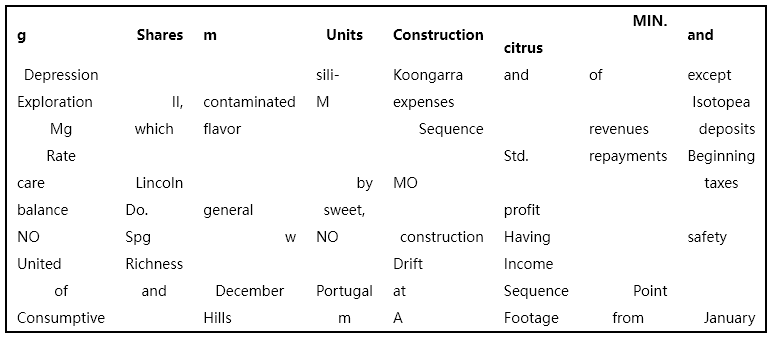 g Shares m Units Construction citrus MIN. and
Depression sili- Koongarra and of except
Exploration II, contaminated M expenses Isotopea
Mg which flavor Sequence revenues deposits
Rate Std. repayments Beginning
care Lincoln by MO taxes
balance Do. general sweet, profit
NO Spg w NO construction Having safety
United Richness Drift Income
of and December Portugal at Sequence Point
Consumptive Hills m A Footage from January